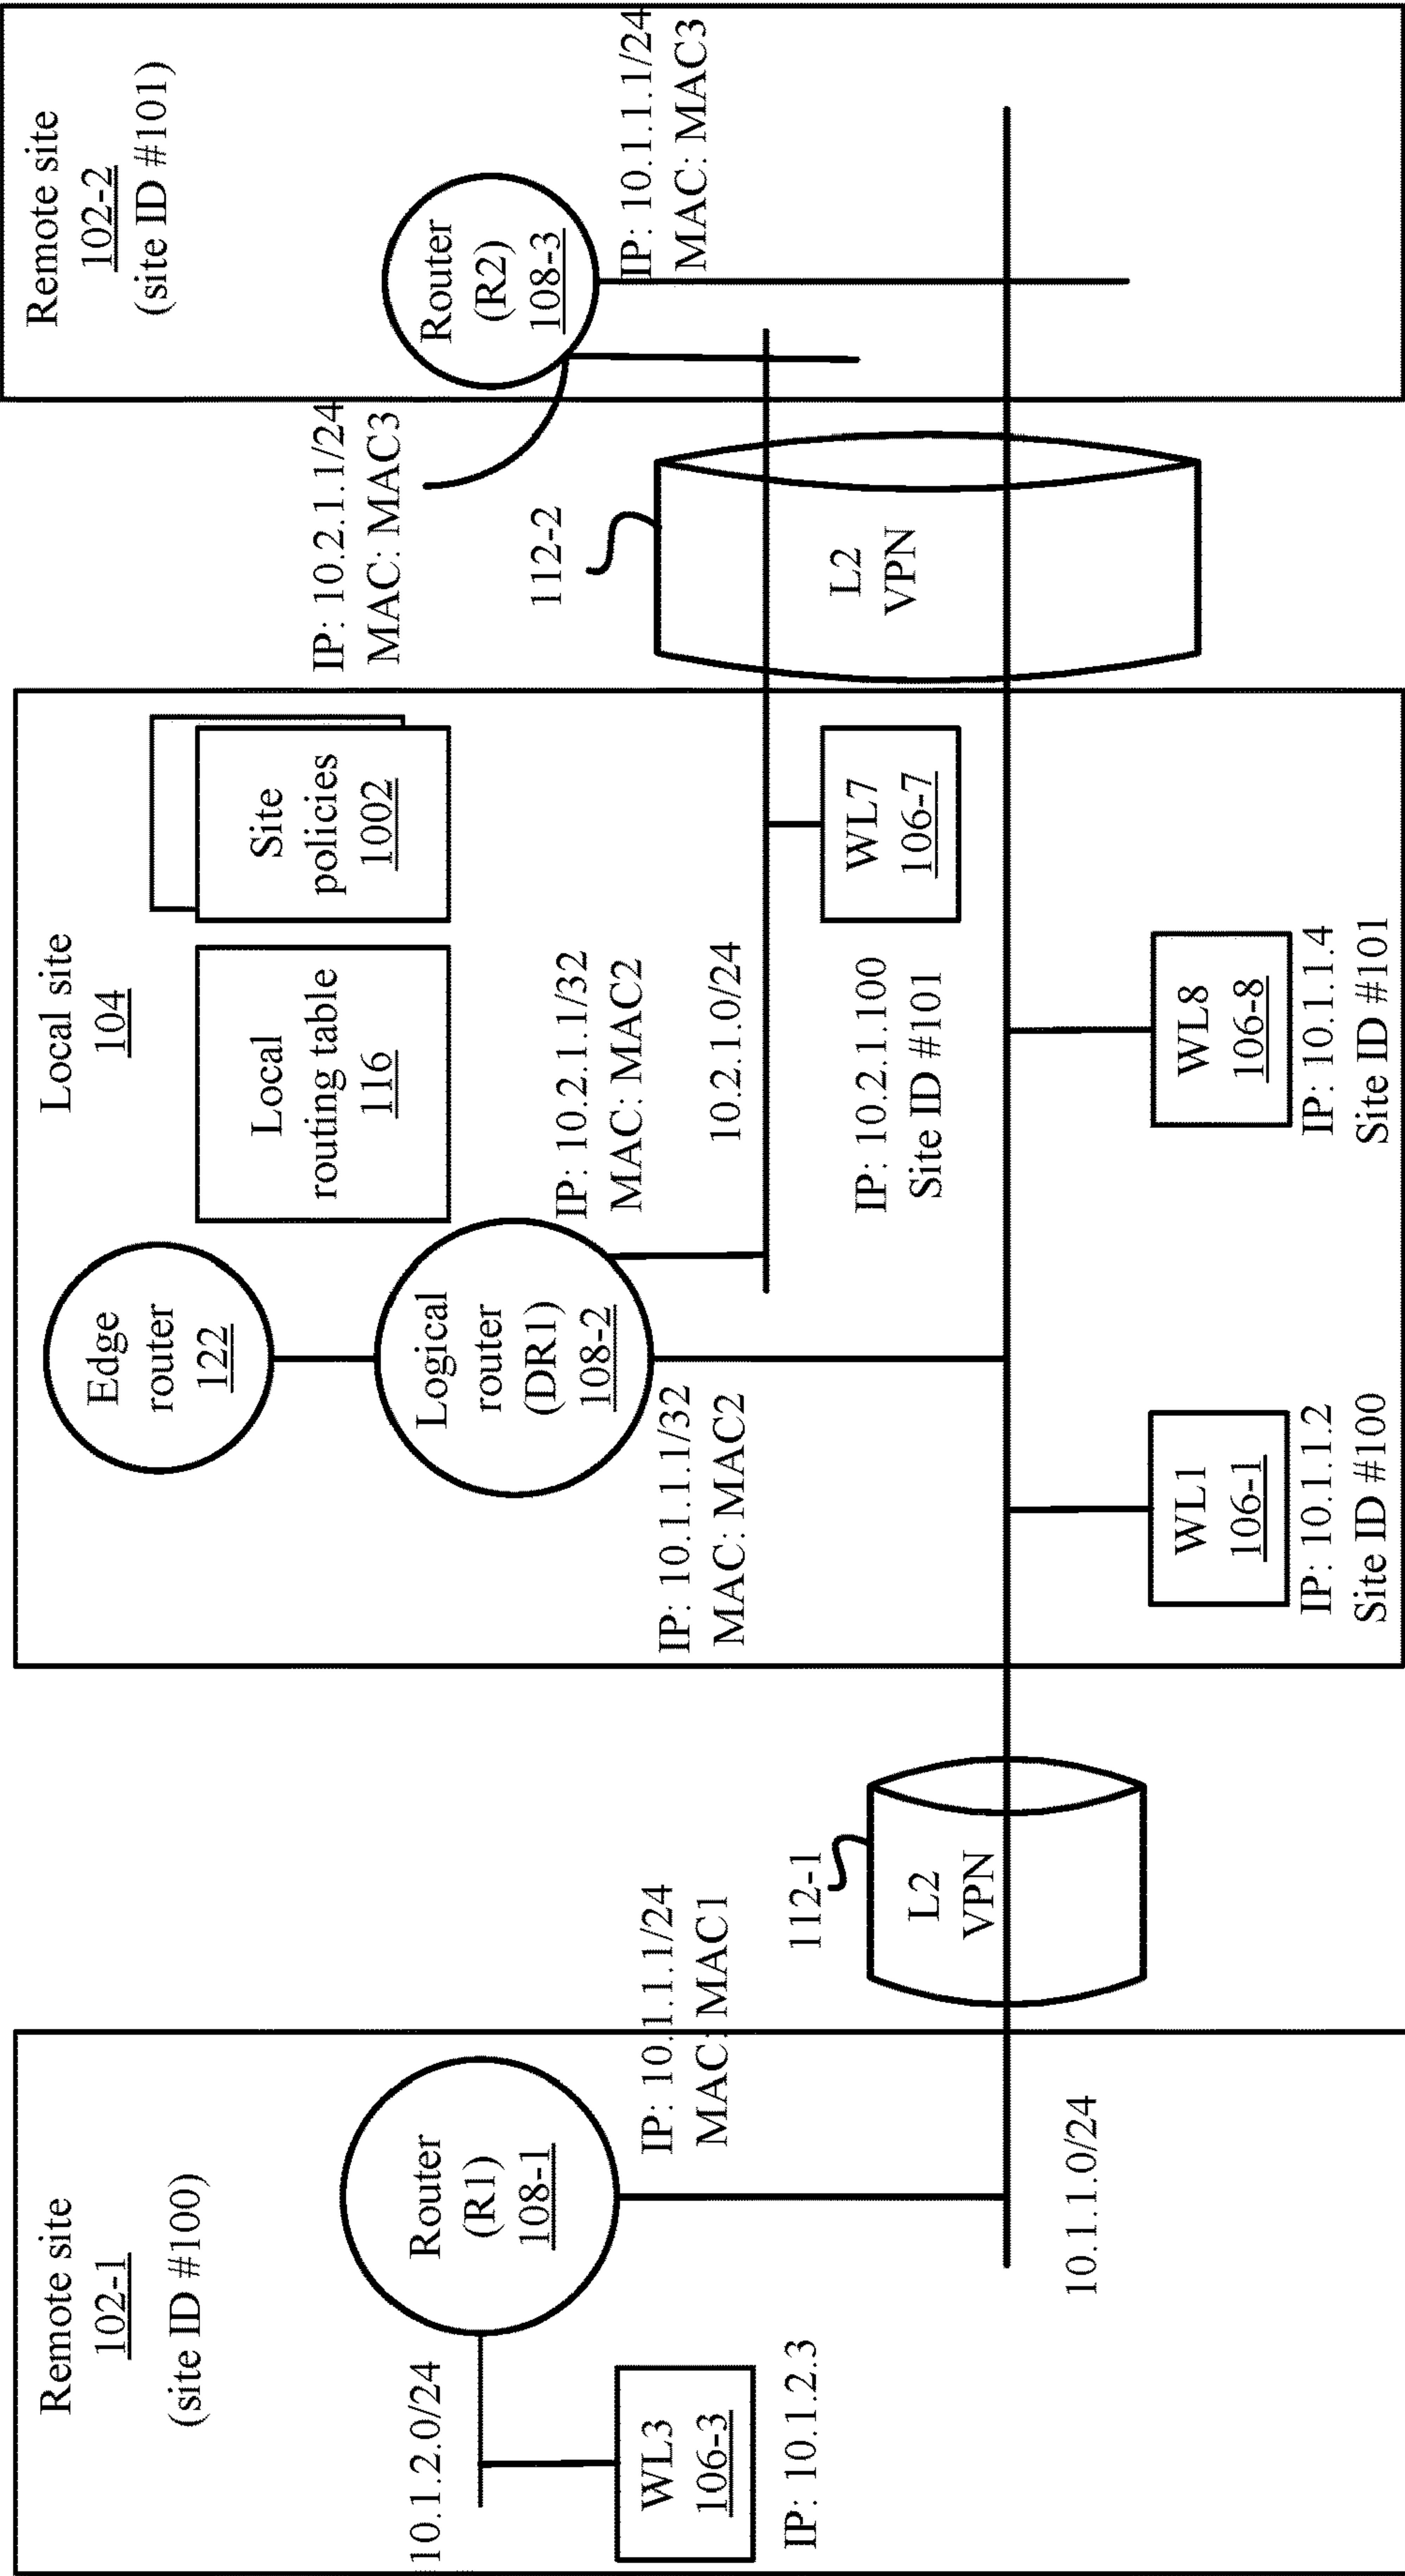 Remote site
102-1
(site ID #100)
10.1.2.0/24
WL3
106-3
IP: 10.1.2.3
Router
(R1)
108-1
IP: 10.1.1.1/24
MAC: MAC1
10.1.1.0/24
112-1
L2
VPN
Local site
104
Edge
router
122
Local
routing table
116
Site
policies
1002
Logical
router
(DR1)
108-2
IP: 10.1.1.1/32
MAC: MAC2
IP: 10.2.1.1/32
MAC: MAC2
10.2.1.0/24
WL7
106-7
IP: 10.2.1.100
Site ID #101
WL1
106-1
IP: 10.1.1.2
Site ID #100
WL8
106-8
IP: 10.1.1.4
Site ID #101
112-2
L2
VPN
IP: 10.2.1.1/24
MAC: MAC3
Remote site
102-2
(site ID #101)
Router
(R2)
108-3
IP: 10.1.1.1/24
MAC: MAC3